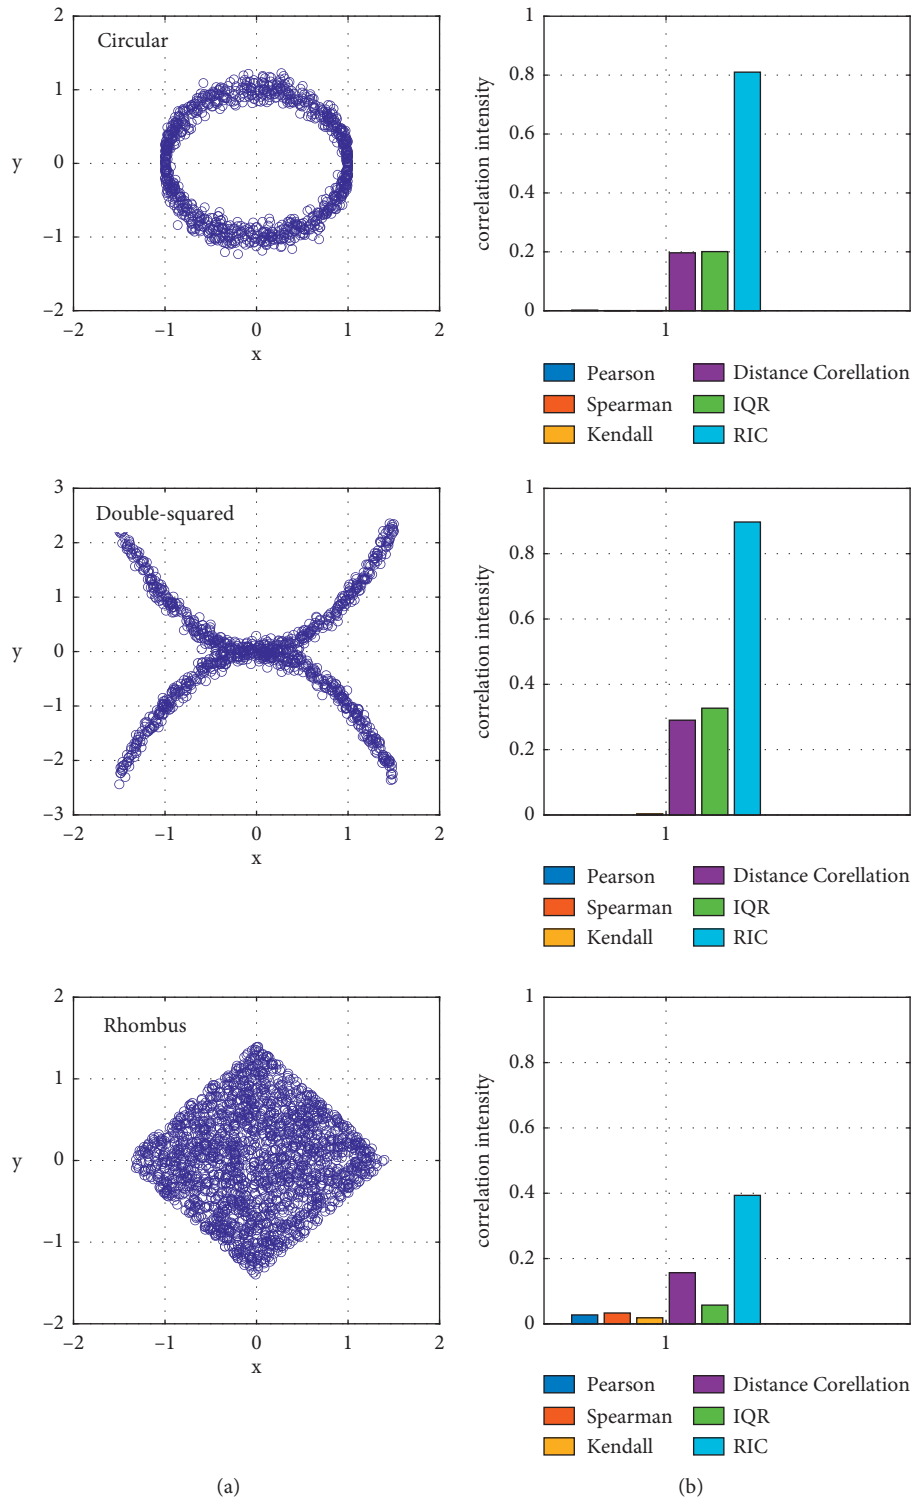 Circular
2
1
0
−1
−2
y
−2 −1 0 1 2
x
1
0.8
0.6
0.4
0.2
0
correlation intensity
1 2
Pearson Distance Corellation
Spearman IQR
Kendall RIC
Double-squared
3
2
1
0
−1
−2
−3
y
−2 −1 0 1 2
x
1
0.8
0.6
0.4
0.2
0
correlation intensity
1 2
Pearson Distance Corellation
Spearman IQR
Kendall RIC
Rhombus
2
1
0
−1
−2
y
−2 −1 0 1 2
x
1
0.8
0.6
0.4
0.2
0
correlation intensity
1 2
Pearson Distance Corellation
Spearman IQR
Kendall RIC
(a) (b)